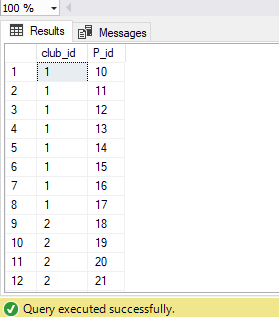 100 %
Results Messages
club_id P_id
1 1 10
2 1 11
3 1 12
4 1 13
5 1 14
6 1 15
7 1 16
8 1 17
9 2 18
10 2 19
11 2 20
12 2 21
Query executed successfully.